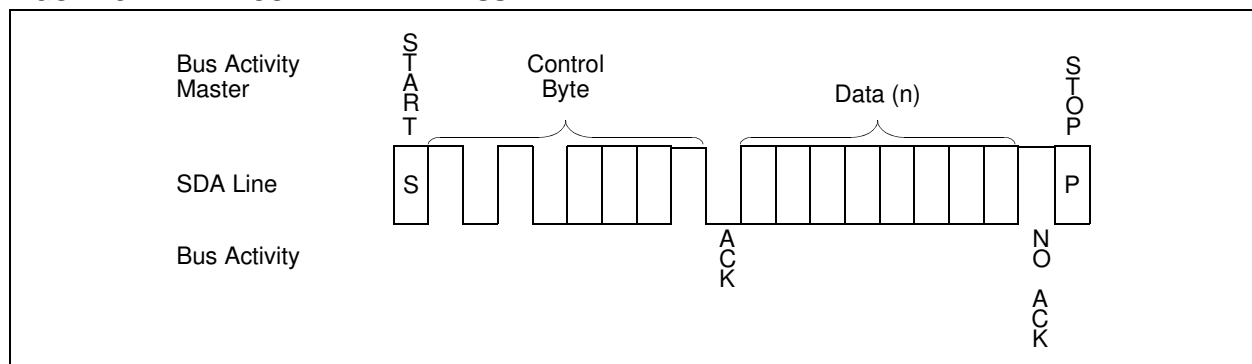 Bus Activity
Master
START
Control
Byte
Data (n)
STOP
SDA Line
S
P
Bus Activity
ACK
NO ACK